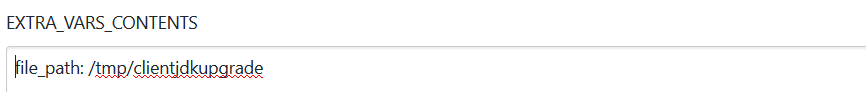 EXTRA_VARS_CONTENTS
file_path: /tmp/clientjdkupgrade